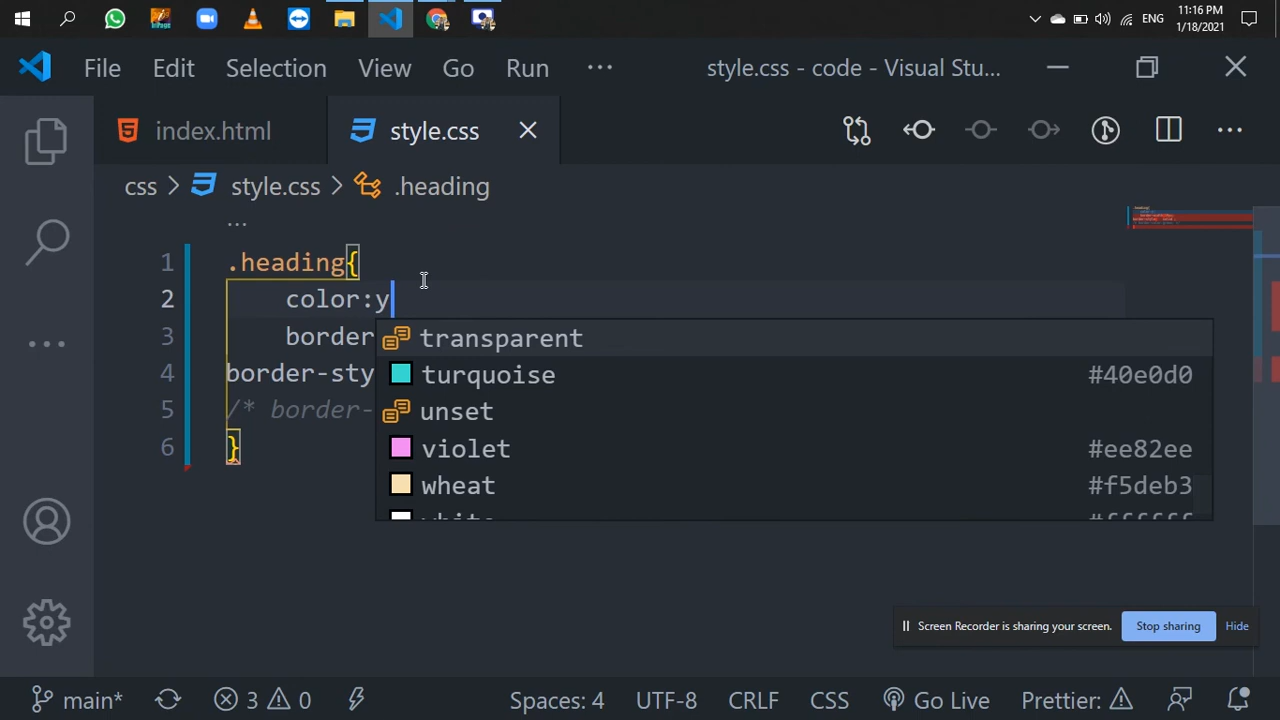 11:16 PM
ENG
1/18/2021
File Edit Selection View Go Run ··· style.css - code - Visual Stu...
index.html style.css
css > style.css > .heading
...
1 .heading{
2 color:y
3 border
4 border-sty
5 /* border-
6 }
transparent
turquoise #40e0d0
unset
violet #ee82ee
wheat #f5deb3
Screen Recorder is sharing your screen. Stop sharing Hide
main* 3 0 Spaces: 4 UTF-8 CRLF CSS Go Live Prettier: